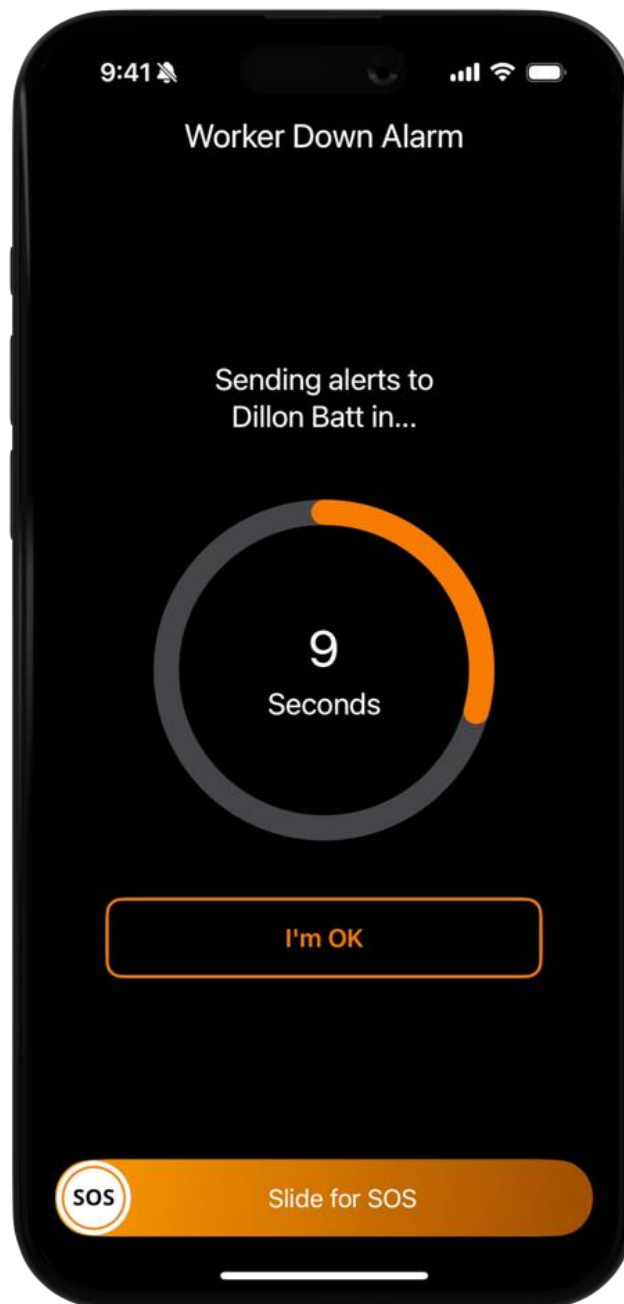 9:41
Worker Down Alarm
Sending alerts to
Dillon Batt in...
9
Seconds
I'm OK
SOS
Slide for SOS